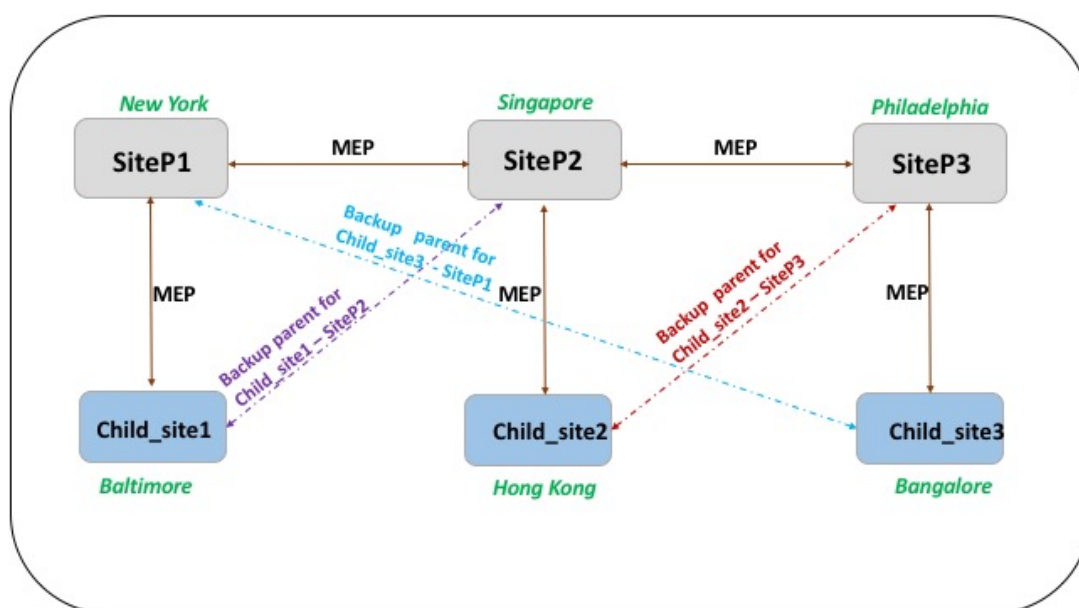 New York
Singapore
Philadelphia
SiteP1
MEP
SiteP2
MEP
SiteP3
Backup parent for
Child_site3 - SiteP1
Backup parent for
Child_site2 – SiteP3
MEP
MEP
MEP
Backup parent for
Child_site1 – SiteP2
Child_site1
Child_site2
Child_site3
Baltimore
Hong Kong
Bangalore